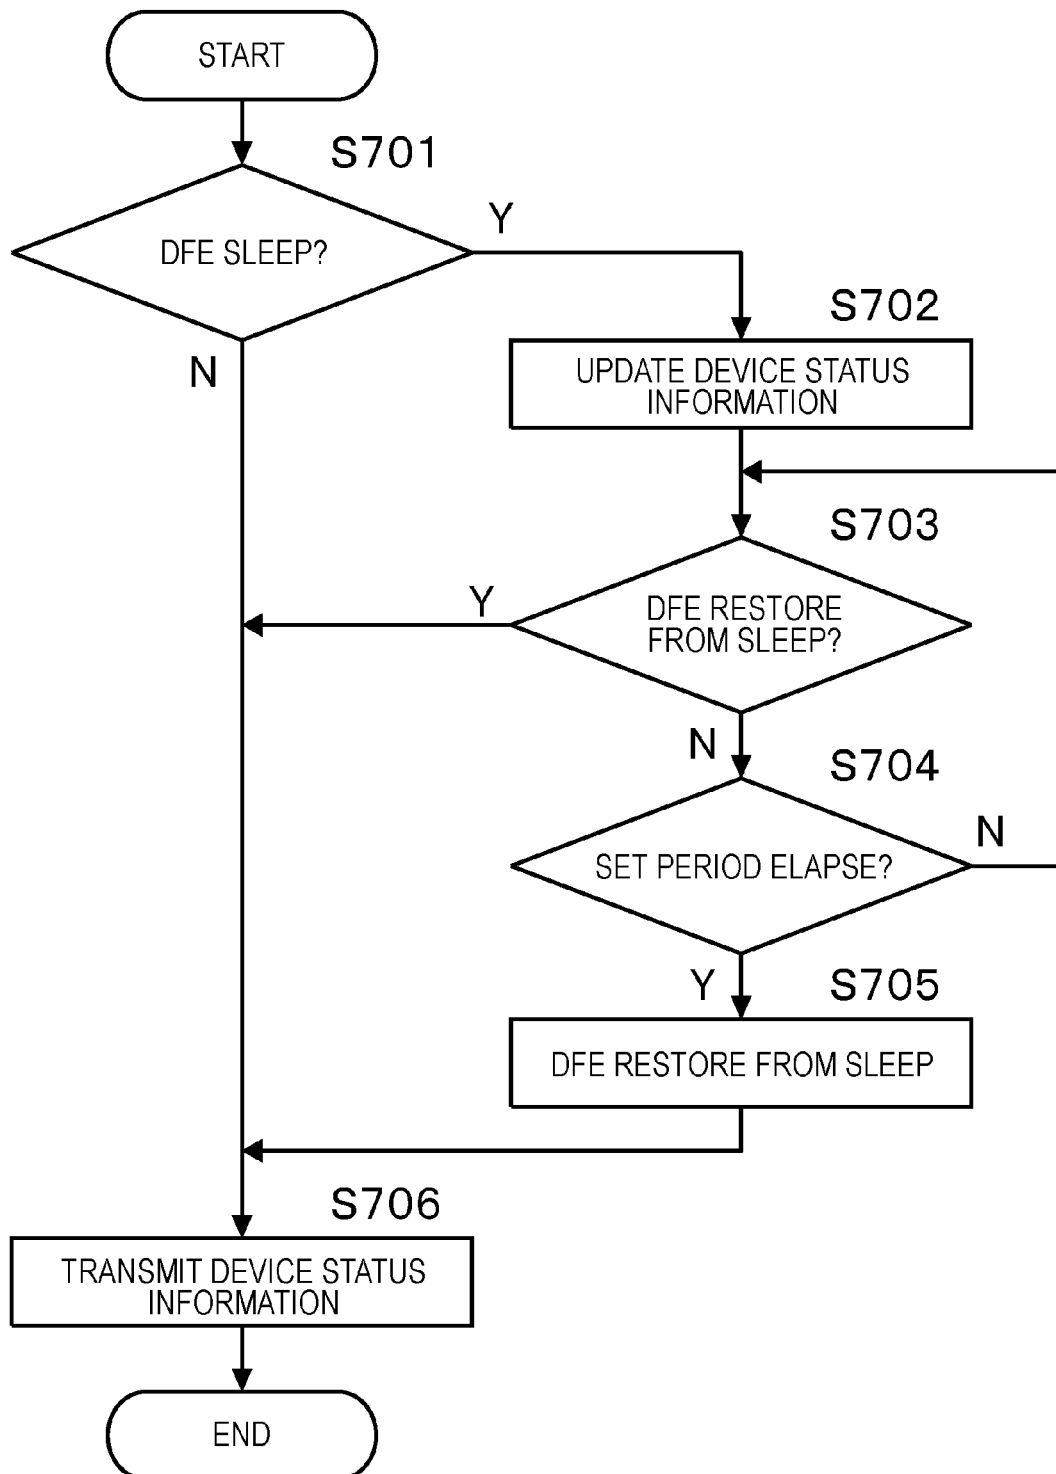 START
S701
DFE SLEEP?
Y
N
S702
UPDATE DEVICE STATUS
INFORMATION
S703
DFE RESTORE
FROM SLEEP?
Y
N
S704
SET PERIOD ELAPSE?
N
Y
S705
DFE RESTORE FROM SLEEP
S706
TRANSMIT DEVICE STATUS
INFORMATION
END